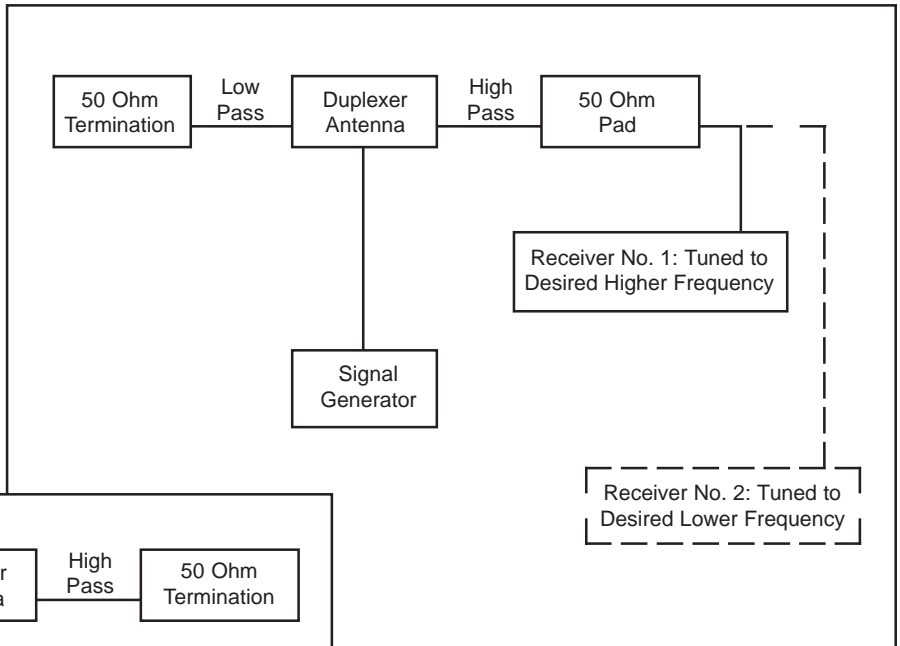 50 Ohm
Termination
Low
Pass
Duplexer
Antenna
High
Pass
50 Ohm
Pad
Receiver No. 1: Tuned to
Desired Higher Frequency
Signal
Generator
Receiver No. 2: Tuned to
Desired Lower Frequency
High
Pass
50 Ohm
Termination